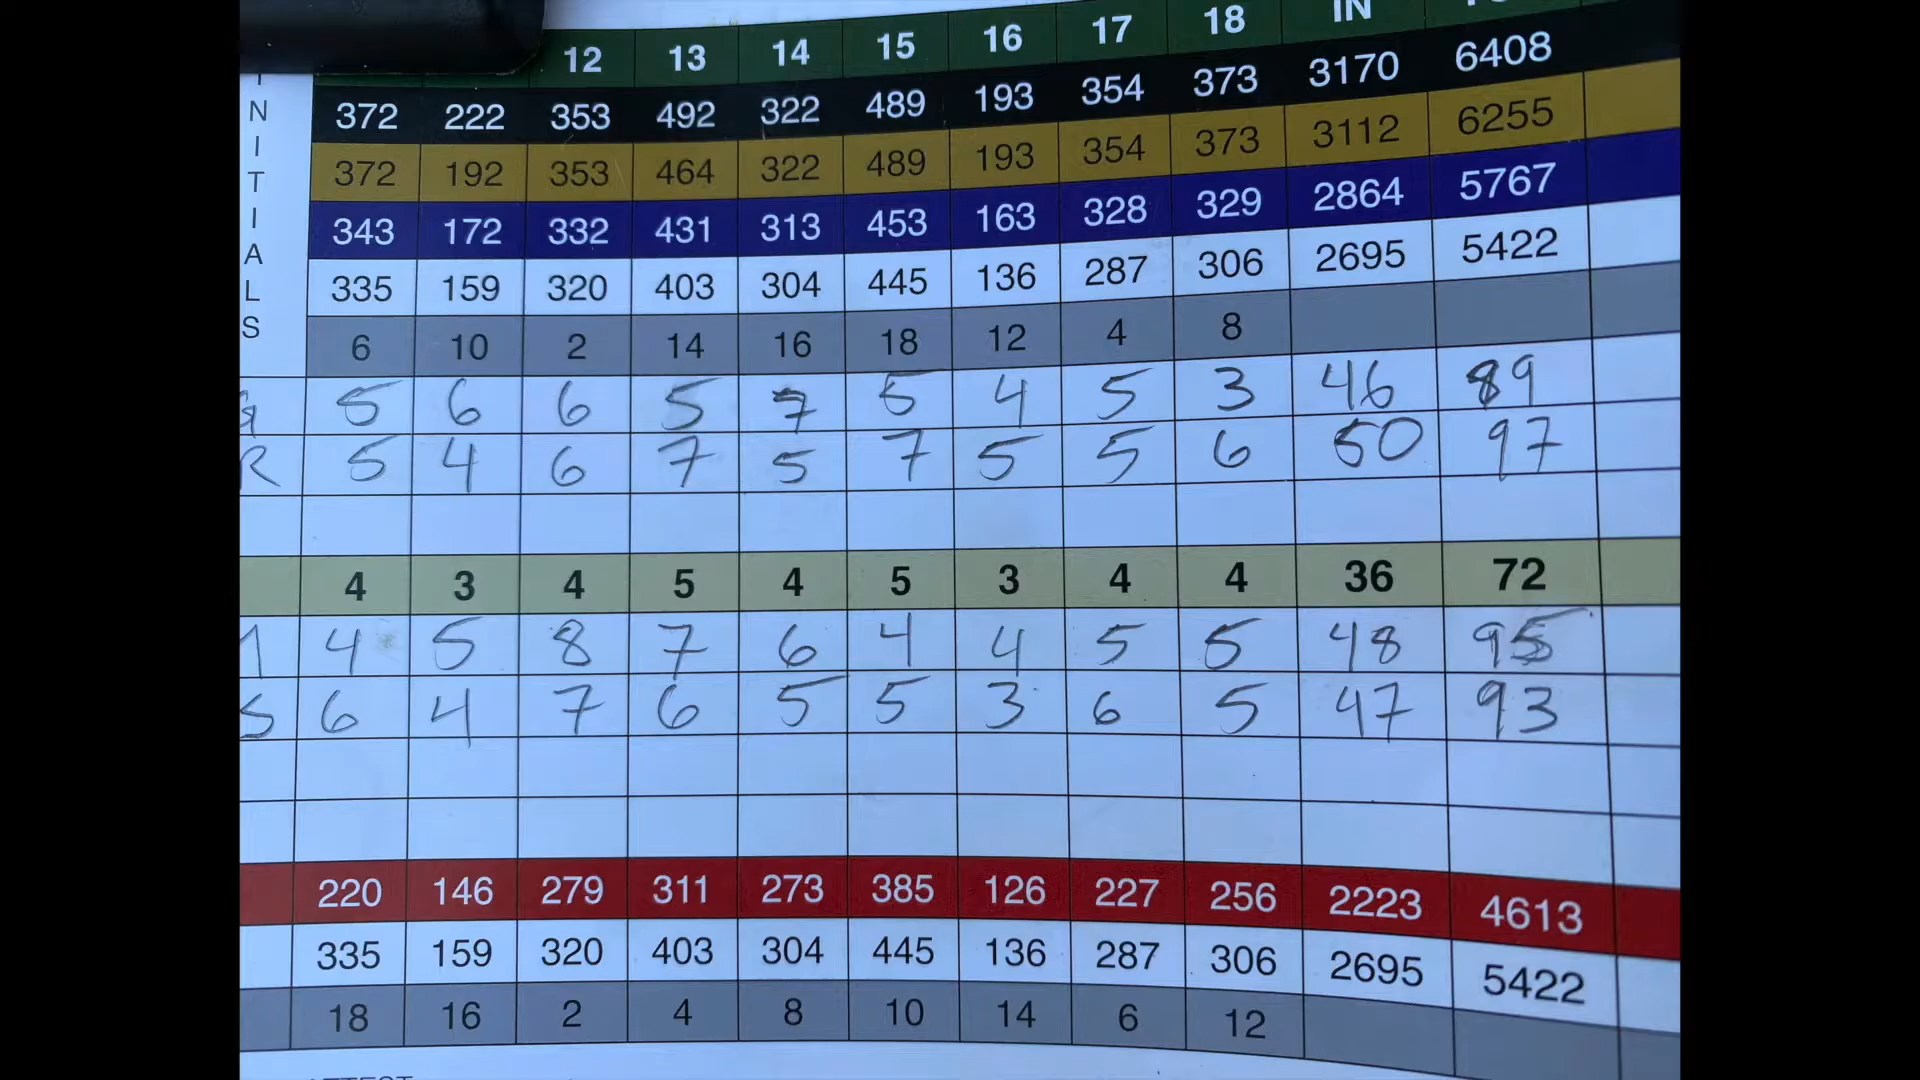 12 13 14 15 16 17 18 IN
INITIALS
372 222 353 492 322 489 193 354 373 3170 6408
372 192 353 464 322 489 193 354 373 3112 6255
343 172 332 431 313 453 163 328 329 2864 5767
335 159 320 403 304 445 136 287 306 2695 5422
6 10 2 14 16 18 12 4 8
5 6 6 5 7 5 4 5 3 46 89
R 5 4 6 7 5 7 5 5 6 50 97
4 3 4 5 4 5 3 4 4 36 72
4 5 8 7 6 4 4 5 5 48 95
S 6 4 7 6 5 5 3 6 5 47 93
220 146 279 311 273 385 126 227 256 2223 4613
335 159 320 403 304 445 136 287 306 2695 5422
18 16 2 4 8 10 14 6 12